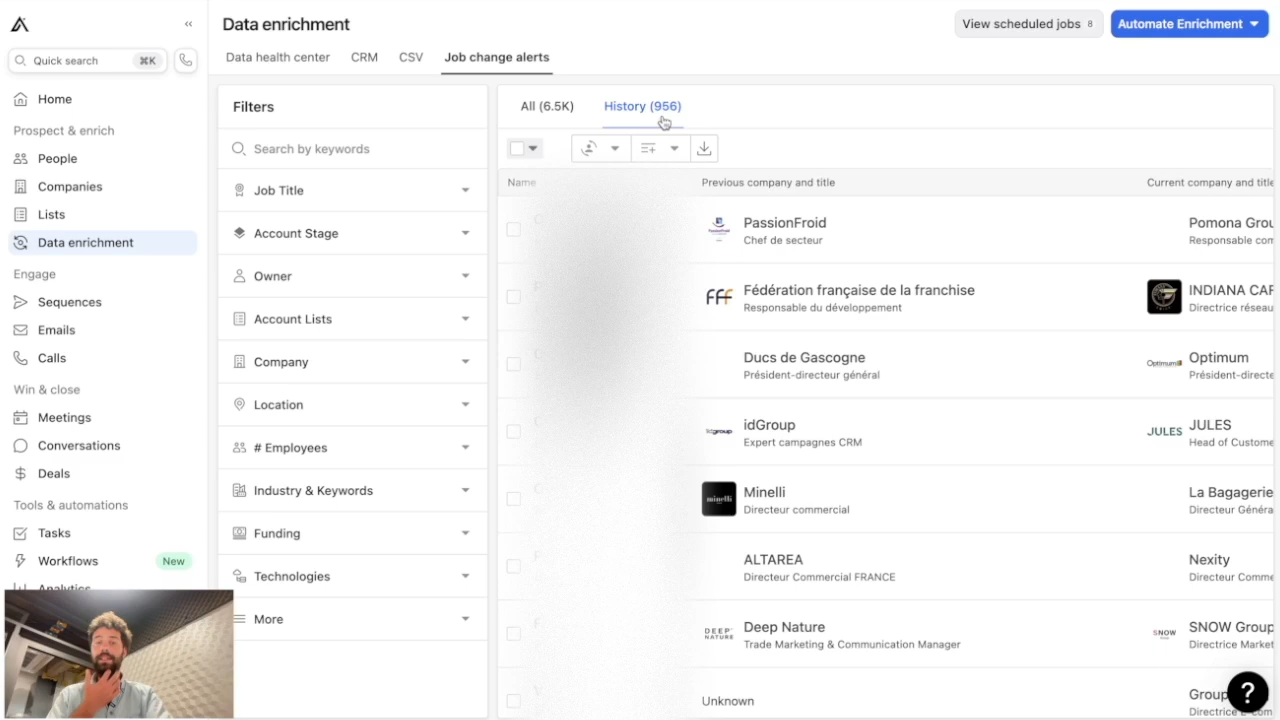 Data enrichment
View scheduled jobs 8
Automate Enrichment
Quick search
⌘K
Data health center
CRM
CSV
Job change alerts
Home
Prospect & enrich
People
Companies
Lists
Data enrichment
Engage
Sequences
Emails
Calls
Win & close
Meetings
Conversations
Deals
Tools & automations
Tasks
Workflows
New
Analytics
Filters
Search by keywords
Job Title
Account Stage
Owner
Account Lists
Company
Location
# Employees
Industry & Keywords
Funding
Technologies
More
All (6.5K)
History (956)
Name
Previous company and title
Current company and title
PassionFroid
Chef de secteur
Pomona Grou
Responsable com
fff
Fédération française de la franchise
Responsable du développement
INDIANA CAF
Directrice réseau
Ducs de Gascogne
Président-directeur général
Optimum
Optimum
Président-directe
idgroup
idGroup
Expert campagnes CRM
JULES
JULES
Head of Custome
minelli
Minelli
Directeur commercial
La Bagagerie
Directeur Généra
ALTAREA
Directeur Commercial FRANCE
Nexity
Directeur Comme
DEEP
NATURE
Deep Nature
Trade Marketing & Communication Manager
SNOW
SNOW Group
Directrice Market
Unknown
Group
Directrice E-com
?